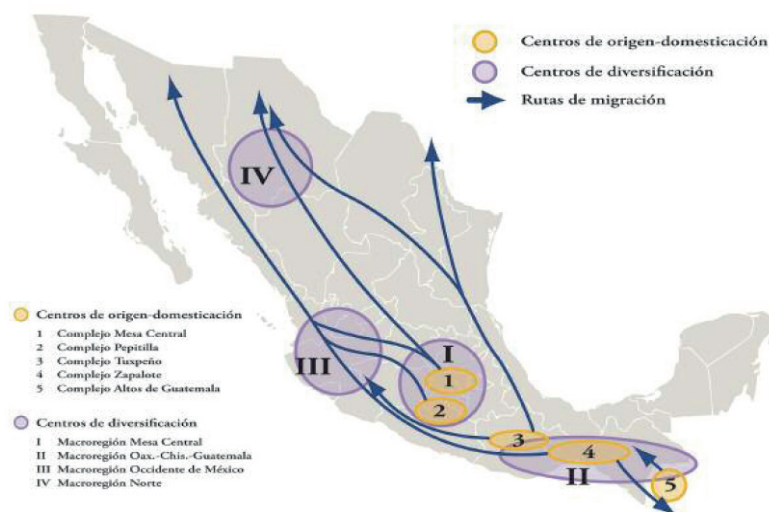 Centros de origen-domesticación
Centros de diversificación
Rutas de migración
IV
III
I
1
2
3
4
II
5
Centros de origen-domesticación
1 Complejo Mesa Central
2 Complejo Pepitilla
3 Complejo Tuxpeño
4 Complejo Zapalote
5 Complejo Altos de Guatemala
Centros de diversificación
I Macroregión Mesa Central
II Macroregión Oax.-Chis.-Guatemala
III Macroregión Occidente de México
IV Macroregión Norte